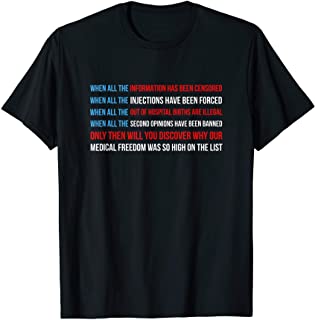 WHEN ALL THE INFORMATION HAS BEEN CENSORED
WHEN ALL THE INJECTIONS HAVE BEEN FORCED
WHEN ALL THE OUT OF HOSPITAL BIRTHS ARE ILLEGAL
WHEN ALL THE SECOND OPINIONS HAVE BEEN BANNED
ONLY THEN WILL YOU DISCOVER WHY OUR
MEDICAL FREEDOM WAS SO HIGH ON THE LIST